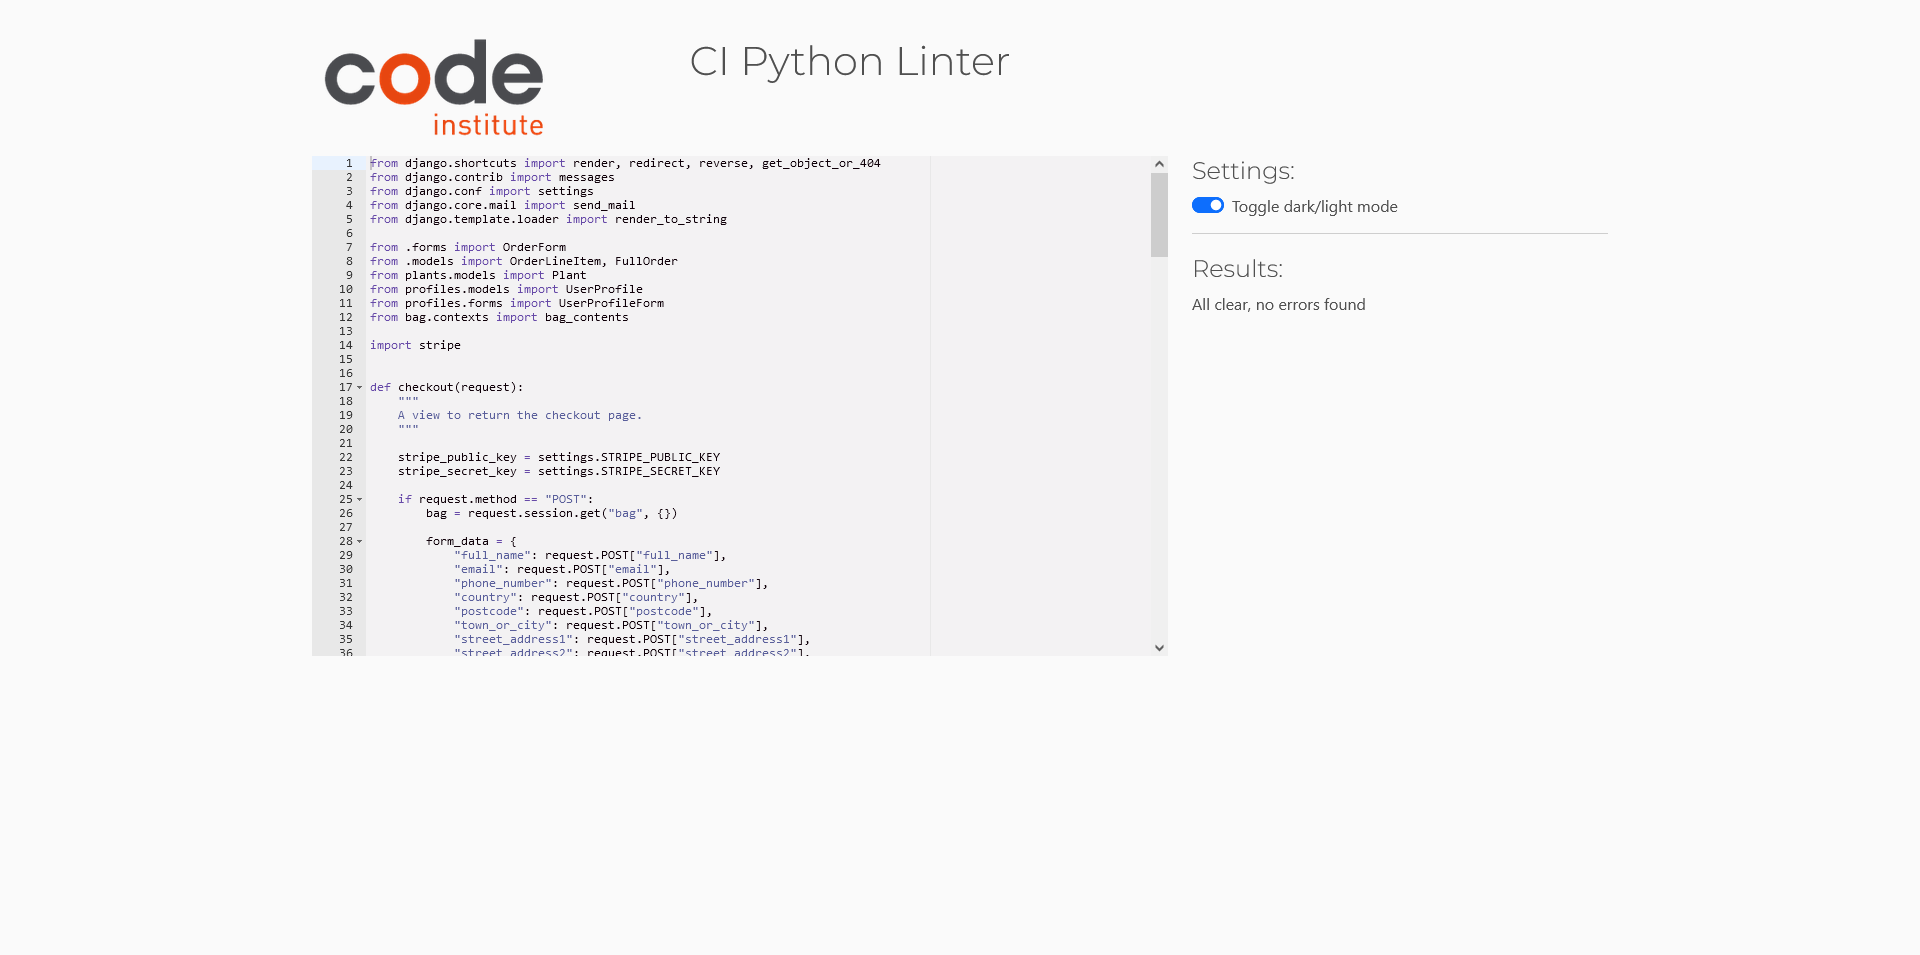 code
institute
CI Python Linter
1 from django.shortcuts import render, redirect, reverse, get_object_or_404
2 from django.contrib import messages
3 from django.conf import settings
4 from django.core.mail import send_mail
5 from django.template.loader import render_to_string
6
7 from .forms import OrderForm
8 from .models import OrderLineItem, FullOrder
9 from plants.models import Plant
10 from profiles.models import UserProfile
11 from profiles.forms import UserProfileForm
12 from bag.contexts import bag_contents
13
14 import stripe
15
16
17 def checkout(request):
18     """
19     A view to return the checkout page.
20     """
21
22     stripe_public_key = settings.STRIPE_PUBLIC_KEY
23     stripe_secret_key = settings.STRIPE_SECRET_KEY
24
25     if request.method == "POST":
26         bag = request.session.get("bag", {})
27
28         form_data = {
29             "full_name": request.POST["full_name"],
30             "email": request.POST["email"],
31             "phone_number": request.POST["phone_number"],
32             "country": request.POST["country"],
33             "postcode": request.POST["postcode"],
34             "town_or_city": request.POST["town_or_city"],
35             "street_address1": request.POST["street_address1"],
36             "street_address2": request.POST["street_address2"],
Settings:
Toggle dark/light mode
Results:
All clear, no errors found